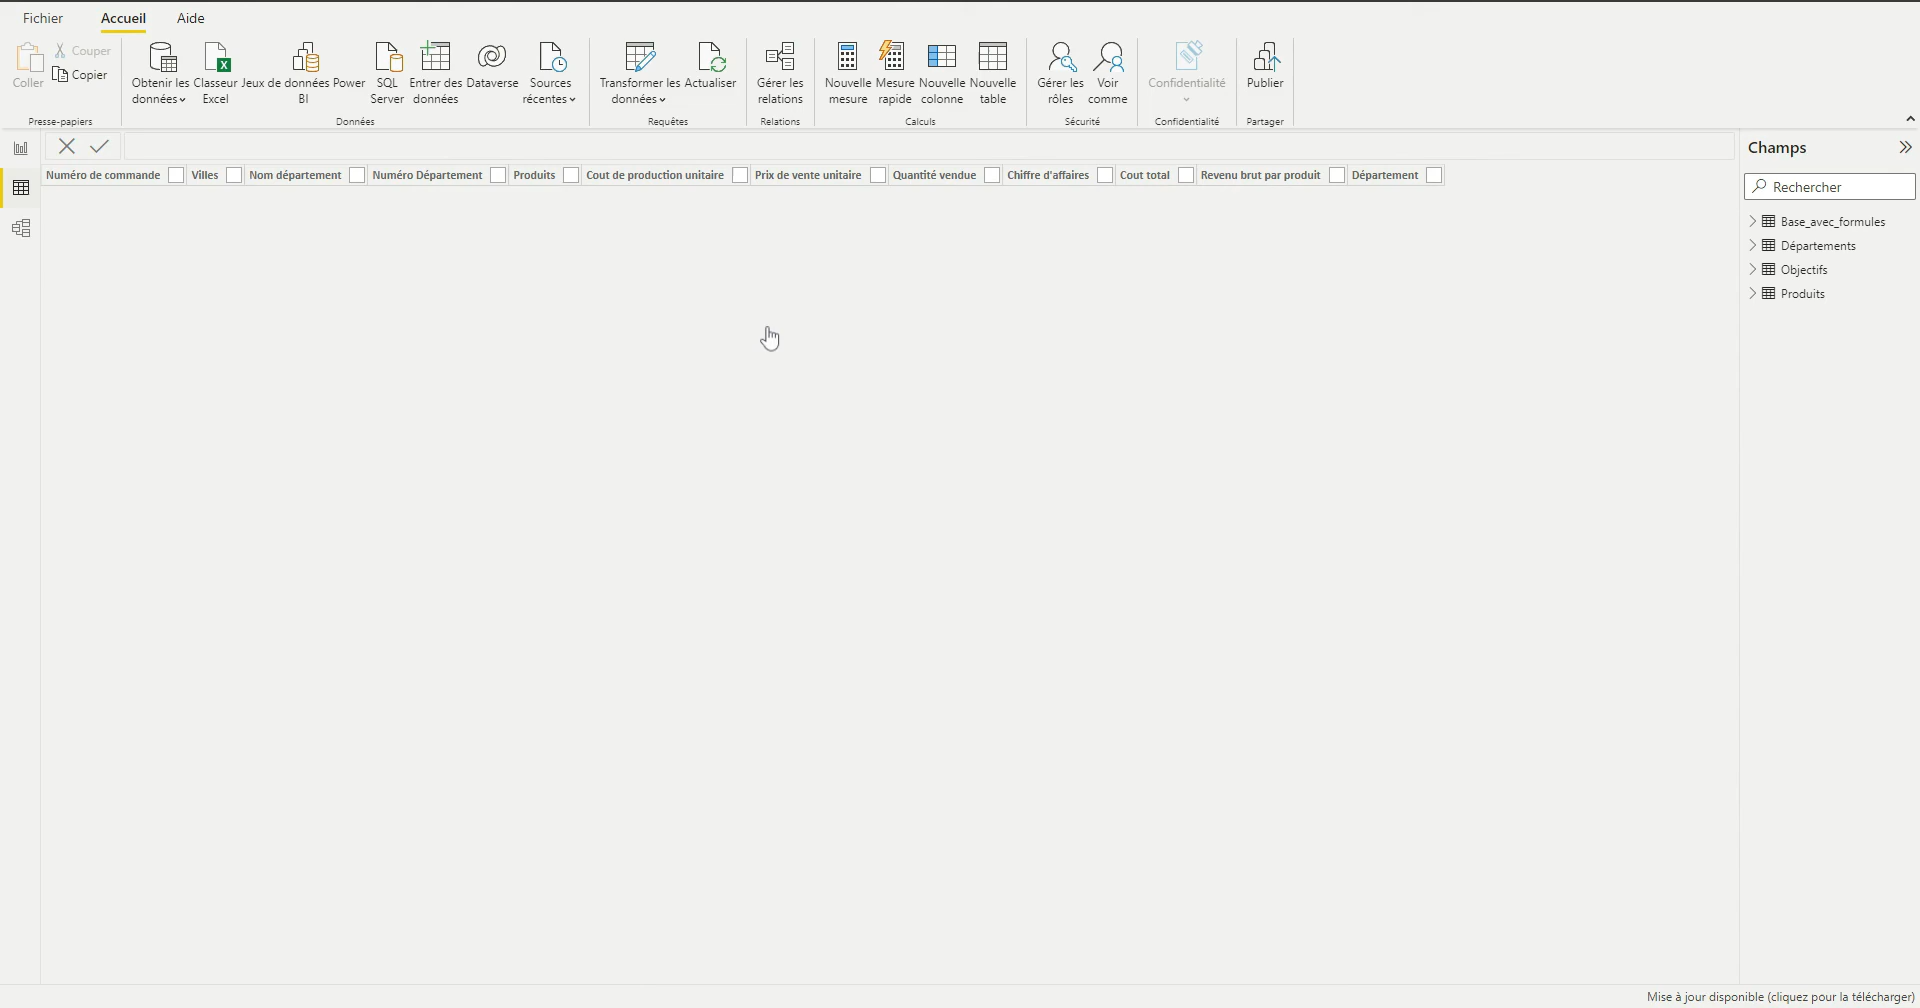 Fichier Accueil Aide
Coller
Couper
Copier
Presse-papiers
Obtenir les données
Classeur Excel
Jeux de données Power BI
SQL Server
Entrer des données
Dataverse
Sources récentes
Données
Transformer les données
Actualiser
Requêtes
Gérer les relations
Relations
Nouvelle mesure
Mesure rapide
Nouvelle colonne
Nouvelle table
Calculs
Gérer les rôles
Voir comme
Sécurité
Confidentialité
Confidentialité
Publier
Partager
Numéro de commande Villes Nom département Numéro Département Produits Cout de production unitaire Prix de vente unitaire Quantité vendue Chiffre d'affaires Cout total Revenu brut par produit Département
Champs
Rechercher
Base_avec_formules
Départements
Objectifs
Produits
Mise à jour disponible (cliquez pour la télécharger)